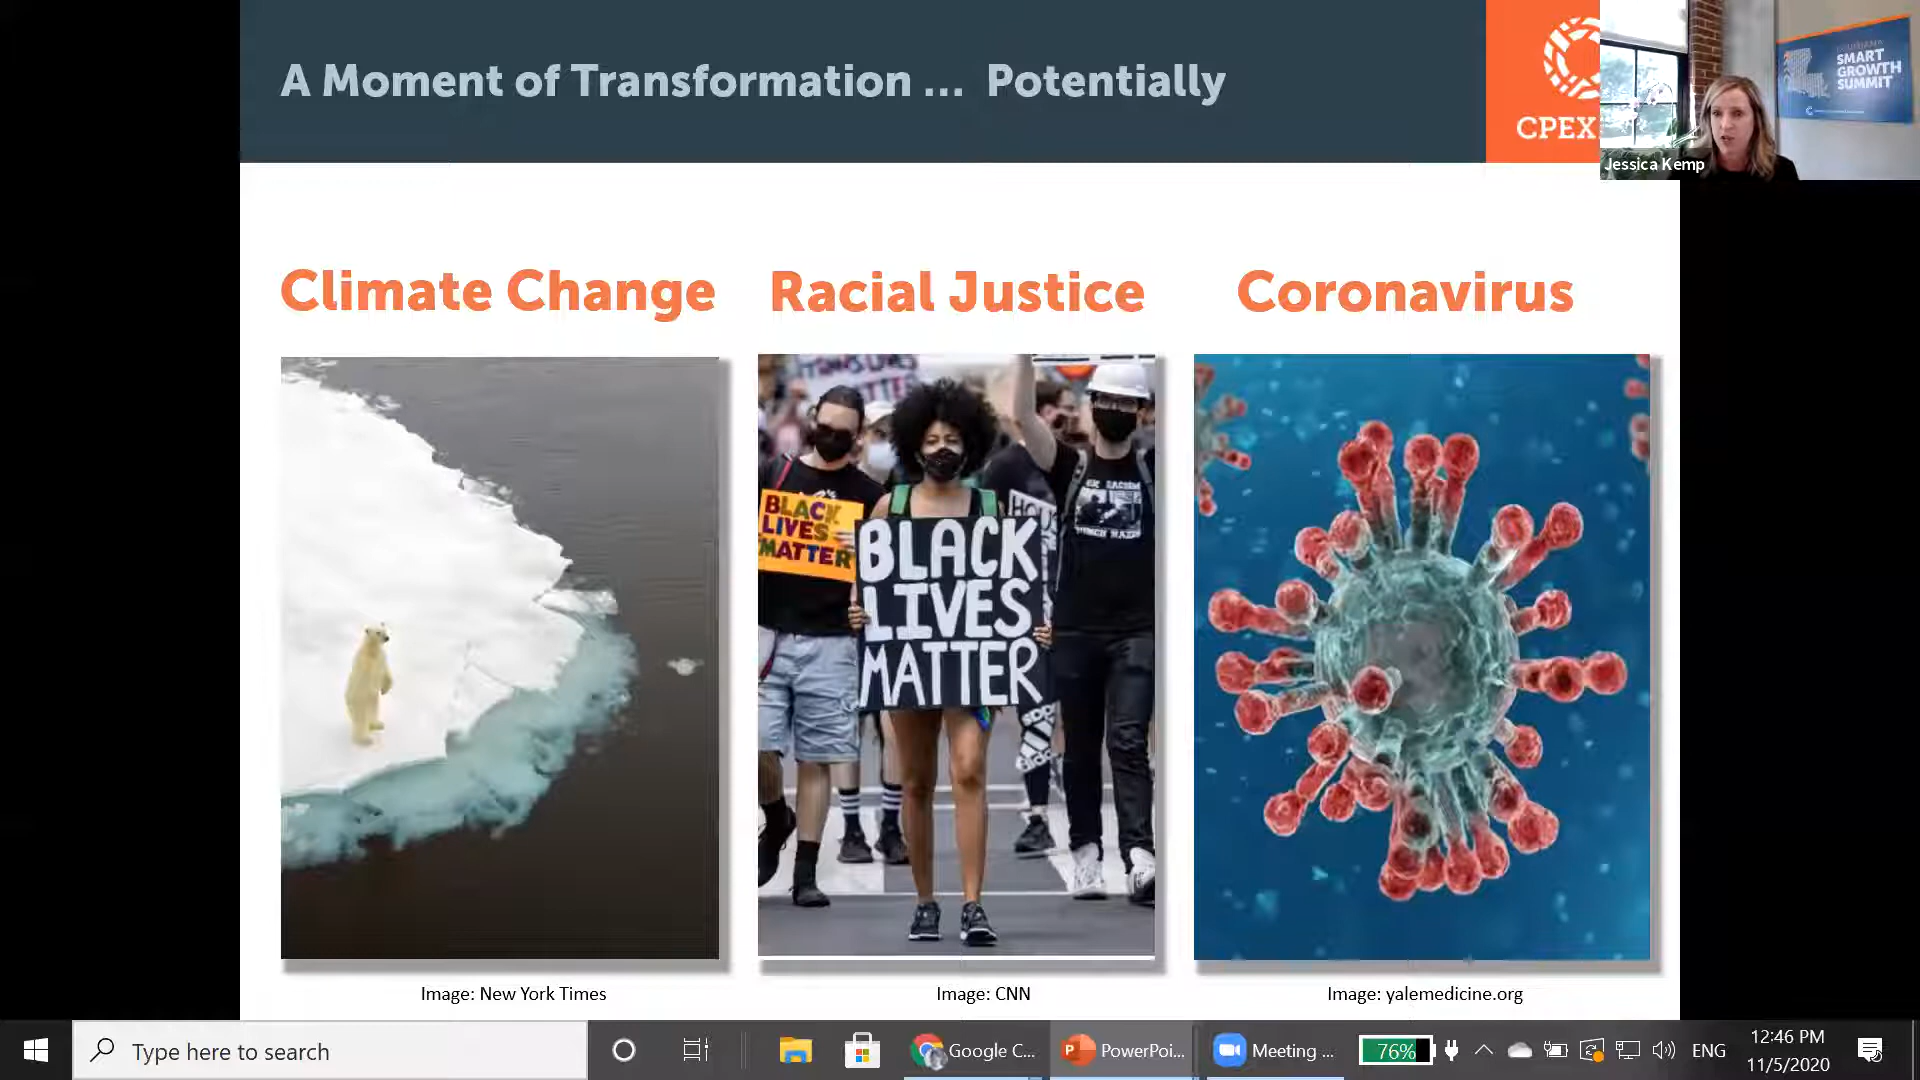 A Moment of Transformation ... Potentially
CPEX
Jessica Kemp
SMART
GROWTH
SUMMIT
Climate Change
Racial Justice
Coronavirus
MATTER
BLACK
LIVES
MATTER
BLACK
LIVES
MATTER
adidas
Image: New York Times
Image: CNN
Image: yalemedicine.org
Type here to search
Google C...
PowerPoi...
Meeting ...
76%
ENG
12:46 PM
11/5/2020